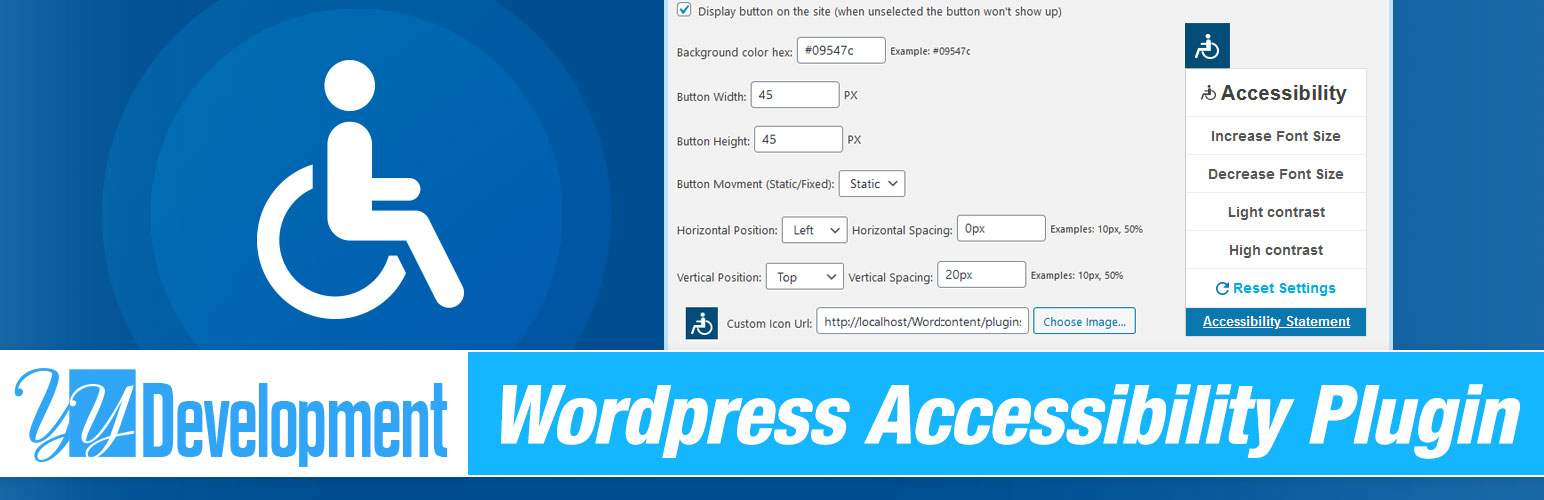 Display button on the site (when unselected the button won't show up)
Background color hex: #09547c Example: #09547c
Button Width: 45 PX
Button Height: 45 PX
Button Movment (Static/Fixed): Static
Horizontal Position: Left Horizontal Spacing: 0px Examples: 10px, 50%
Vertical Position: Top Vertical Spacing: 20px Examples: 10px, 50%
Custom Icon Url: http://localhost/Wordcontent/plugin: Choose Image...
Accessibility
Increase Font Size
Decrease Font Size
Light contrast
High contrast
Reset Settings
Accessibility Statement
YY Development
Wordpress Accessibility Plugin